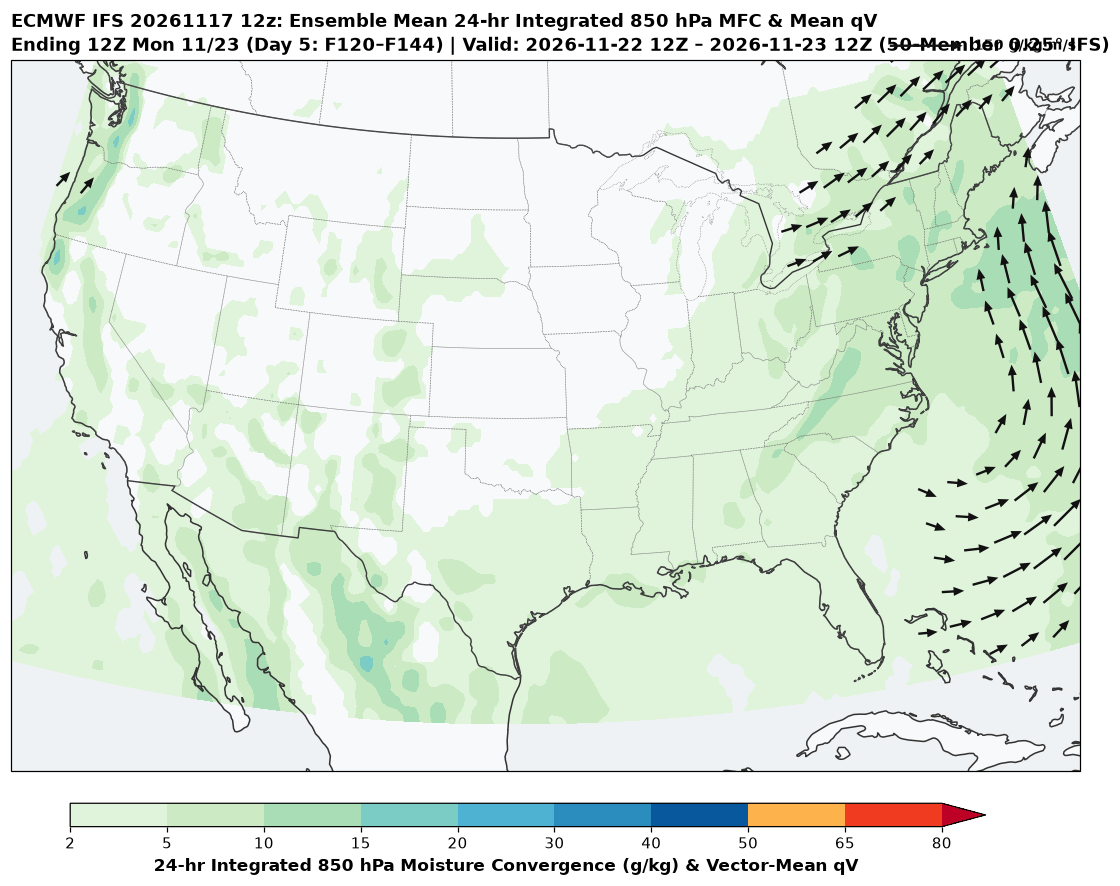 ECMWF IFS 20261117 12z: Ensemble Mean 24-hr Integrated 850 hPa MFC & Mean qV
Ending 12Z Mon 11/23 (Day 5: F120–F144) | Valid: 2026-11-22 12Z – 2026-11-23 12Z (50-Member 0.25° IFS)
2 5 10 15 20 30 40 50 65 80
24-hr Integrated 850 hPa Moisture Convergence (g/kg) & Vector-Mean qV